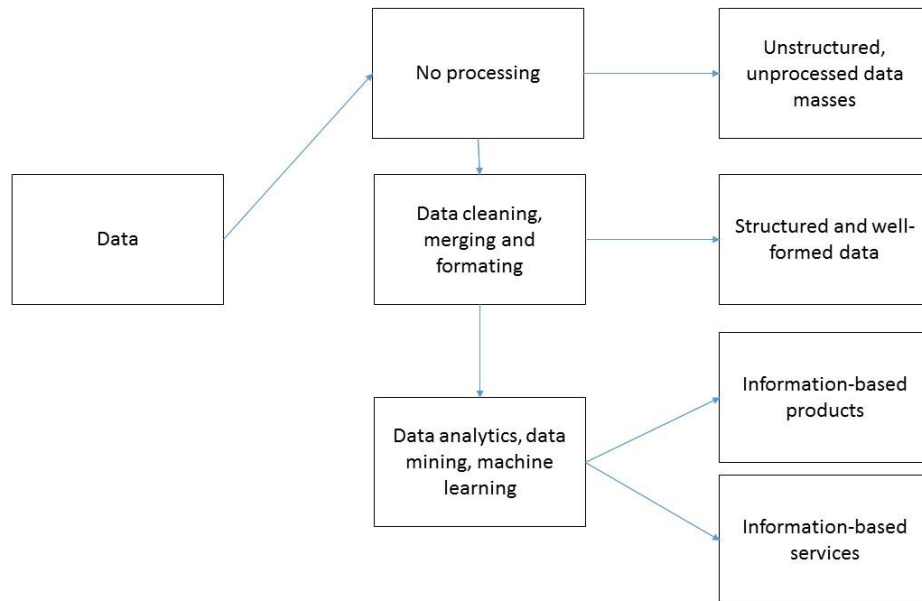 No processing
Unstructured,
unprocessed data
masses
Data
Data cleaning,
merging and
formating
Structured and well-
formed data
Data analytics, data
mining, machine
learning
Information-based
products
Information-based
services